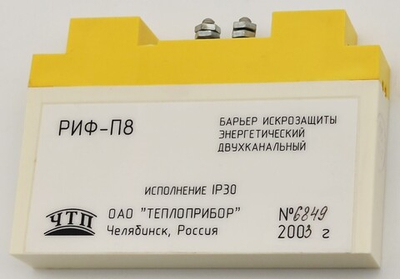 РИФ-П8
БАРЬЕР ИСКРОЗАЩИТЫ
ЭНЕРГЕТИЧЕСКИЙ
ДВУХКАНАЛЬНЫЙ
ИСПОЛНЕНИЕ IP30
ЧТП
ОАО "ТЕПЛОПРИБОР"
Челябинск, Россия
№6849
2003 г